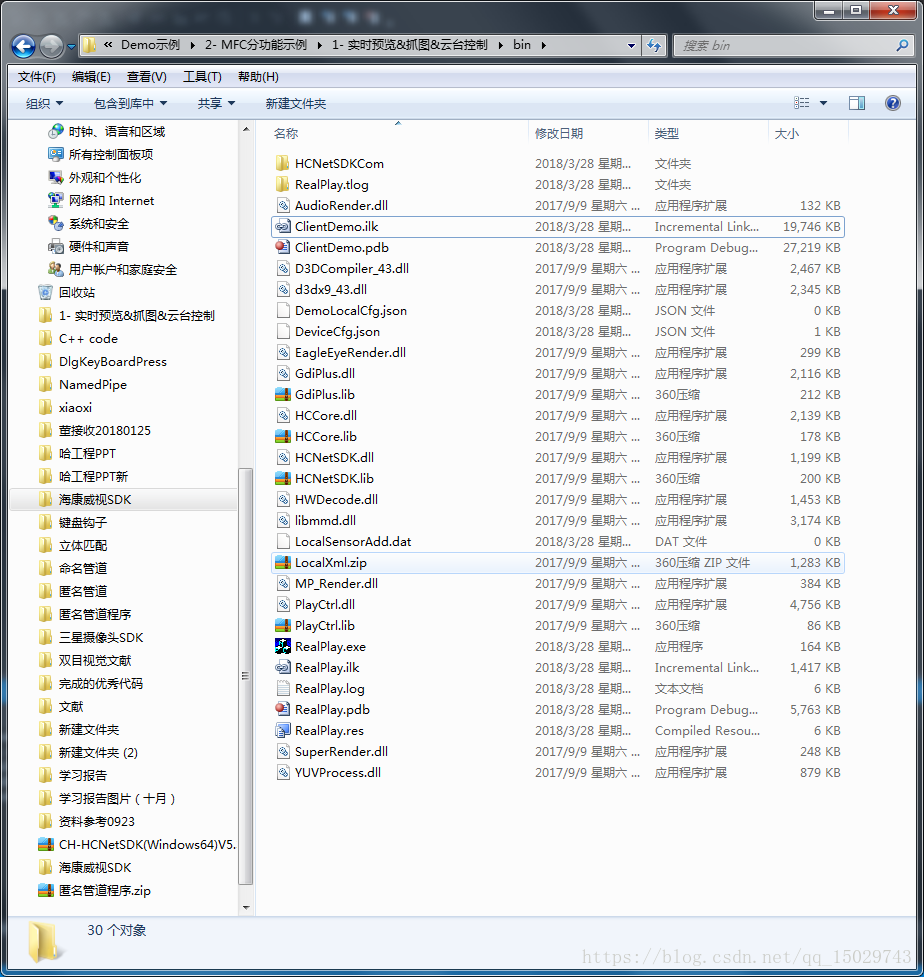 « Demo示例 ▸ 2- MFC分功能示例 ▸ 1- 实时预览&抓图&云台控制 ▸ bin ▸
搜索 bin
文件(F) 编辑(E) 查看(V) 工具(T) 帮助(H)
组织 包含到库中 共享 新建文件夹
时钟、语言和区域
所有控制面板项
外观和个性化
网络和 Internet
系统和安全
硬件和声音
用户帐户和家庭安全
回收站
1- 实时预览&抓图&云台控制
C++ code
DlgKeyBoardPress
NamedPipe
xiaoxi
董接收20180125
哈工程PPT
哈工程PPT新
海康威视SDK
键盘钩子
立体匹配
命名管道
匿名管道
匿名管道程序
三星摄像头SDK
双目视觉文献
完成的优秀代码
文献
新建文件夹
新建文件夹 (2)
学习报告
学习报告图片（十月）
资料参考0923
CH-HCNetSDK(Windows64)V5.
海康威视SDK
匿名管道程序.zip
名称 修改日期 类型 大小
HCNetSDKCom 2018/3/28 星期... 文件夹
RealPlay.tlog 2018/3/28 星期... 文件夹
AudioRender.dll 2017/9/9 星期六 ... 应用程序扩展 132 KB
ClientDemo.ilk 2018/3/28 星期... Incremental Link... 19,746 KB
ClientDemo.pdb 2018/3/28 星期... Program Debug... 27,219 KB
D3DCompiler_43.dll 2017/9/9 星期六 ... 应用程序扩展 2,467 KB
d3dx9_43.dll 2017/9/9 星期六 ... 应用程序扩展 2,345 KB
DemoLocalCfg.json 2018/3/28 星期... JSON 文件 0 KB
DeviceCfg.json 2018/3/28 星期... JSON 文件 1 KB
EagleEyeRender.dll 2017/9/9 星期六 ... 应用程序扩展 299 KB
GdiPlus.dll 2017/9/9 星期六 ... 应用程序扩展 2,116 KB
GdiPlus.lib 2017/9/9 星期六 ... 360压缩 212 KB
HCCore.dll 2017/9/9 星期六 ... 应用程序扩展 2,139 KB
HCCore.lib 2017/9/9 星期六 ... 360压缩 178 KB
HCNetSDK.dll 2017/9/9 星期六 ... 应用程序扩展 1,199 KB
HCNetSDK.lib 2017/9/9 星期六 ... 360压缩 200 KB
HWDecode.dll 2017/9/9 星期六 ... 应用程序扩展 1,453 KB
libmmd.dll 2017/9/9 星期六 ... 应用程序扩展 3,174 KB
LocalSensorAdd.dat 2018/3/28 星期... DAT 文件 0 KB
LocalXml.zip 2017/9/9 星期六 ... 360压缩 ZIP 文件 1,283 KB
MP_Render.dll 2017/9/9 星期六 ... 应用程序扩展 384 KB
PlayCtrl.dll 2017/9/9 星期六 ... 应用程序扩展 4,756 KB
PlayCtrl.lib 2017/9/9 星期六 ... 360压缩 86 KB
RealPlay.exe 2018/3/28 星期... 应用程序 164 KB
RealPlay.ilk 2018/3/28 星期... Incremental Link... 1,417 KB
RealPlay.log 2018/3/28 星期... 文本文档 6 KB
RealPlay.pdb 2018/3/28 星期... Program Debug... 5,763 KB
RealPlay.res 2018/3/28 星期... Compiled Resou... 6 KB
SuperRender.dll 2017/9/9 星期六 ... 应用程序扩展 248 KB
YUVProcess.dll 2017/9/9 星期六 ... 应用程序扩展 879 KB
30 个对象
https://blog.csdn.net/qq_15029743